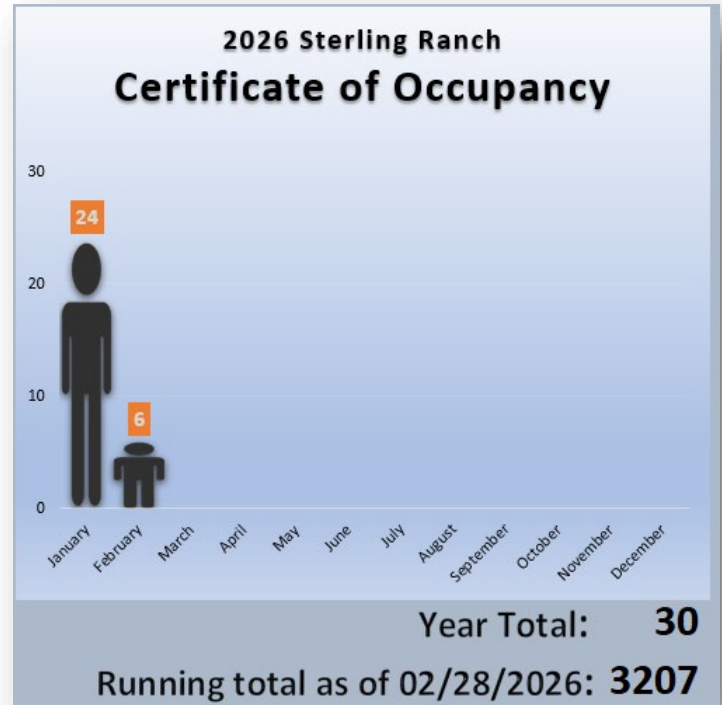 2026 Sterling Ranch
Certificate of Occupancy
30
24
20
10
6
0
January
February
March
April
May
June
July
August
September
October
November
December
Year Total: 30
Running total as of 02/28/2026: 3207